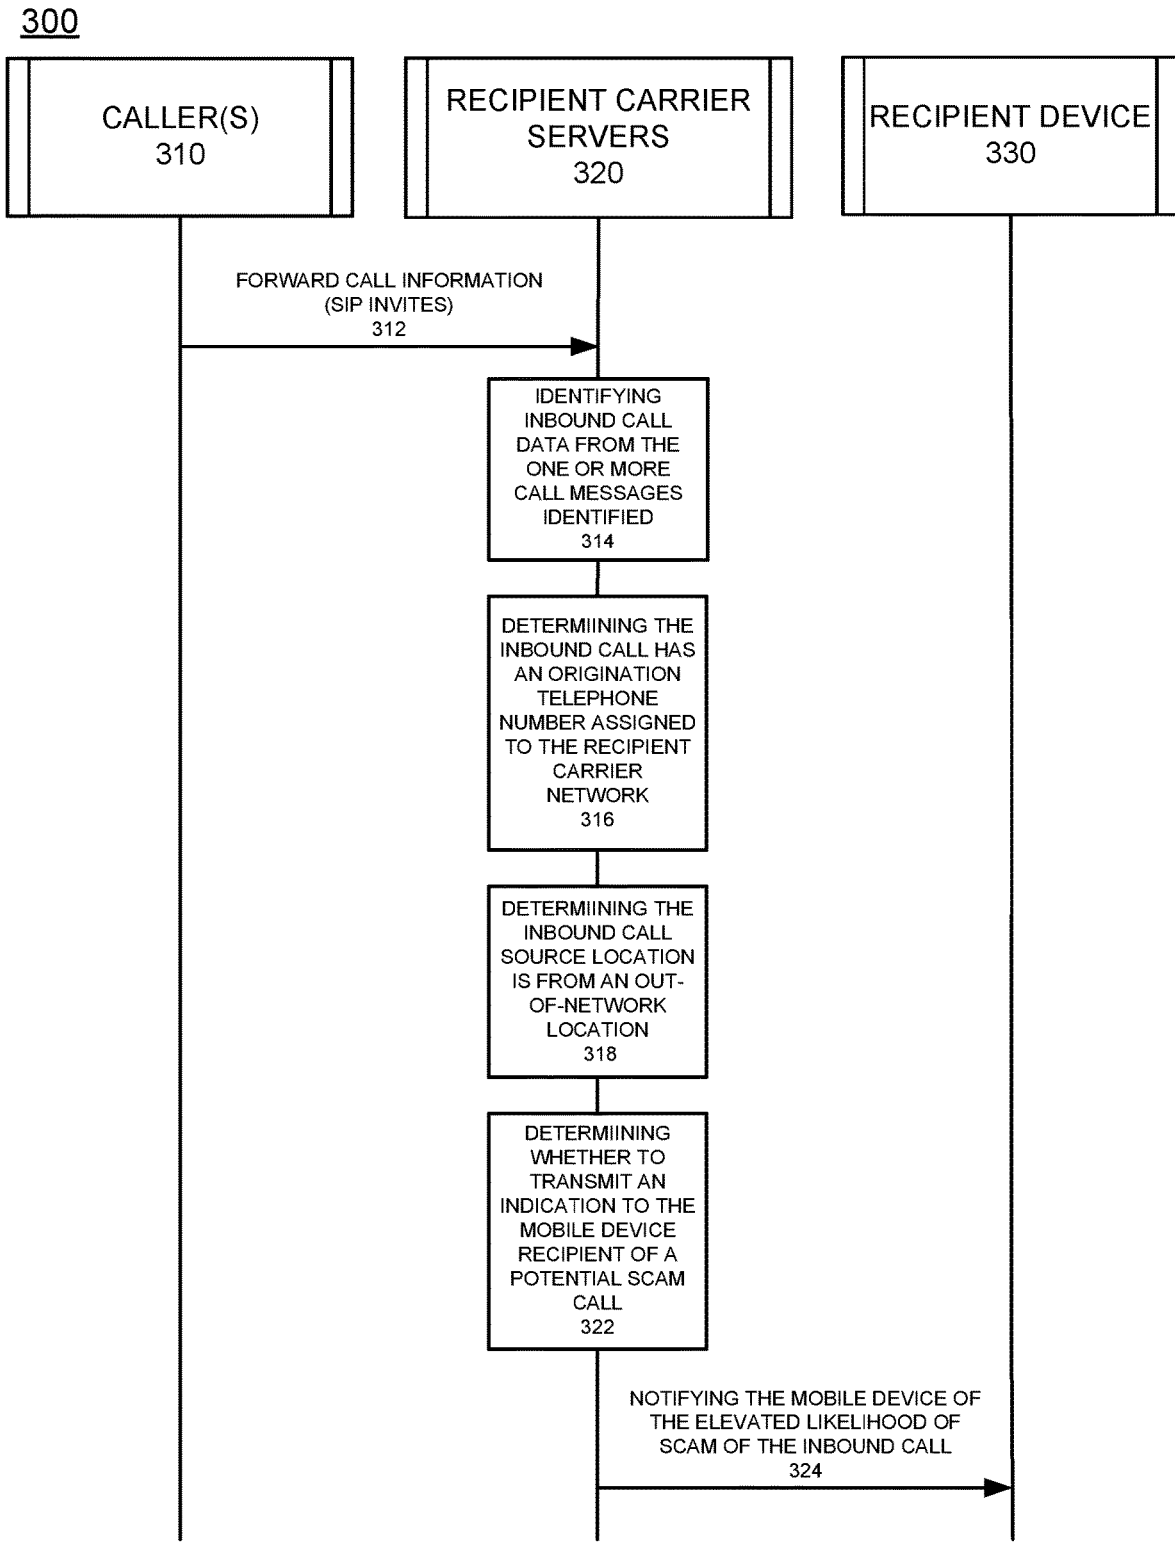 300
CALLER(S)
310
RECIPIENT CARRIER
SERVERS
320
RECIPIENT DEVICE
330
FORWARD CALL INFORMATION
(SIP INVITES)
312
IDENTIFYING
INBOUND CALL
DATA FROM THE
ONE OR MORE
CALL MESSAGES
IDENTIFIED
314
DETERMIINING THE
INBOUND CALL HAS
AN ORIGINATION
TELEPHONE
NUMBER ASSIGNED
TO THE RECIPIENT
CARRIER
NETWORK
316
DETERMIINING THE
INBOUND CALL
SOURCE LOCATION
IS FROM AN OUT-
OF-NETWORK
LOCATION
318
DETERMIINING
WHETHER TO
TRANSMIT AN
INDICATION TO THE
MOBILE DEVICE
RECIPIENT OF A
POTENTIAL SCAM
CALL
322
NOTIFYING THE MOBILE DEVICE OF
THE ELEVATED LIKELIHOOD OF
SCAM OF THE INBOUND CALL
324